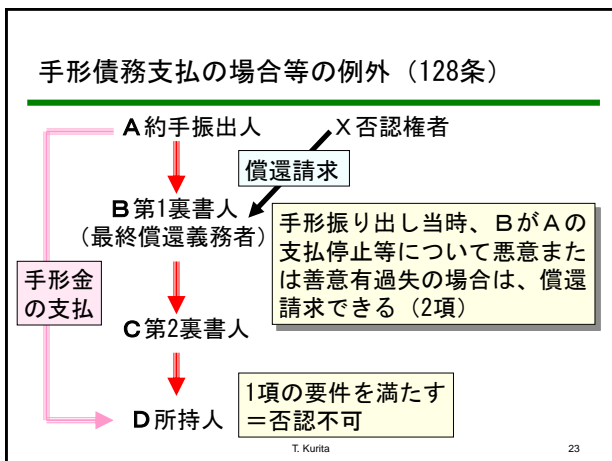 手形債務支払の場合等の例外（128条）
A約手振出人
X否認権者
償還請求
B第1裏書人
（最終償還義務者）
手形振り出し当時、BがAの
支払停止等について悪意また
は善意有過失の場合は、償還
請求できる（2項）
手形金
の支払
C第2裏書人
D所持人
1項の要件を満たす
＝否認不可
T. Kurita
23